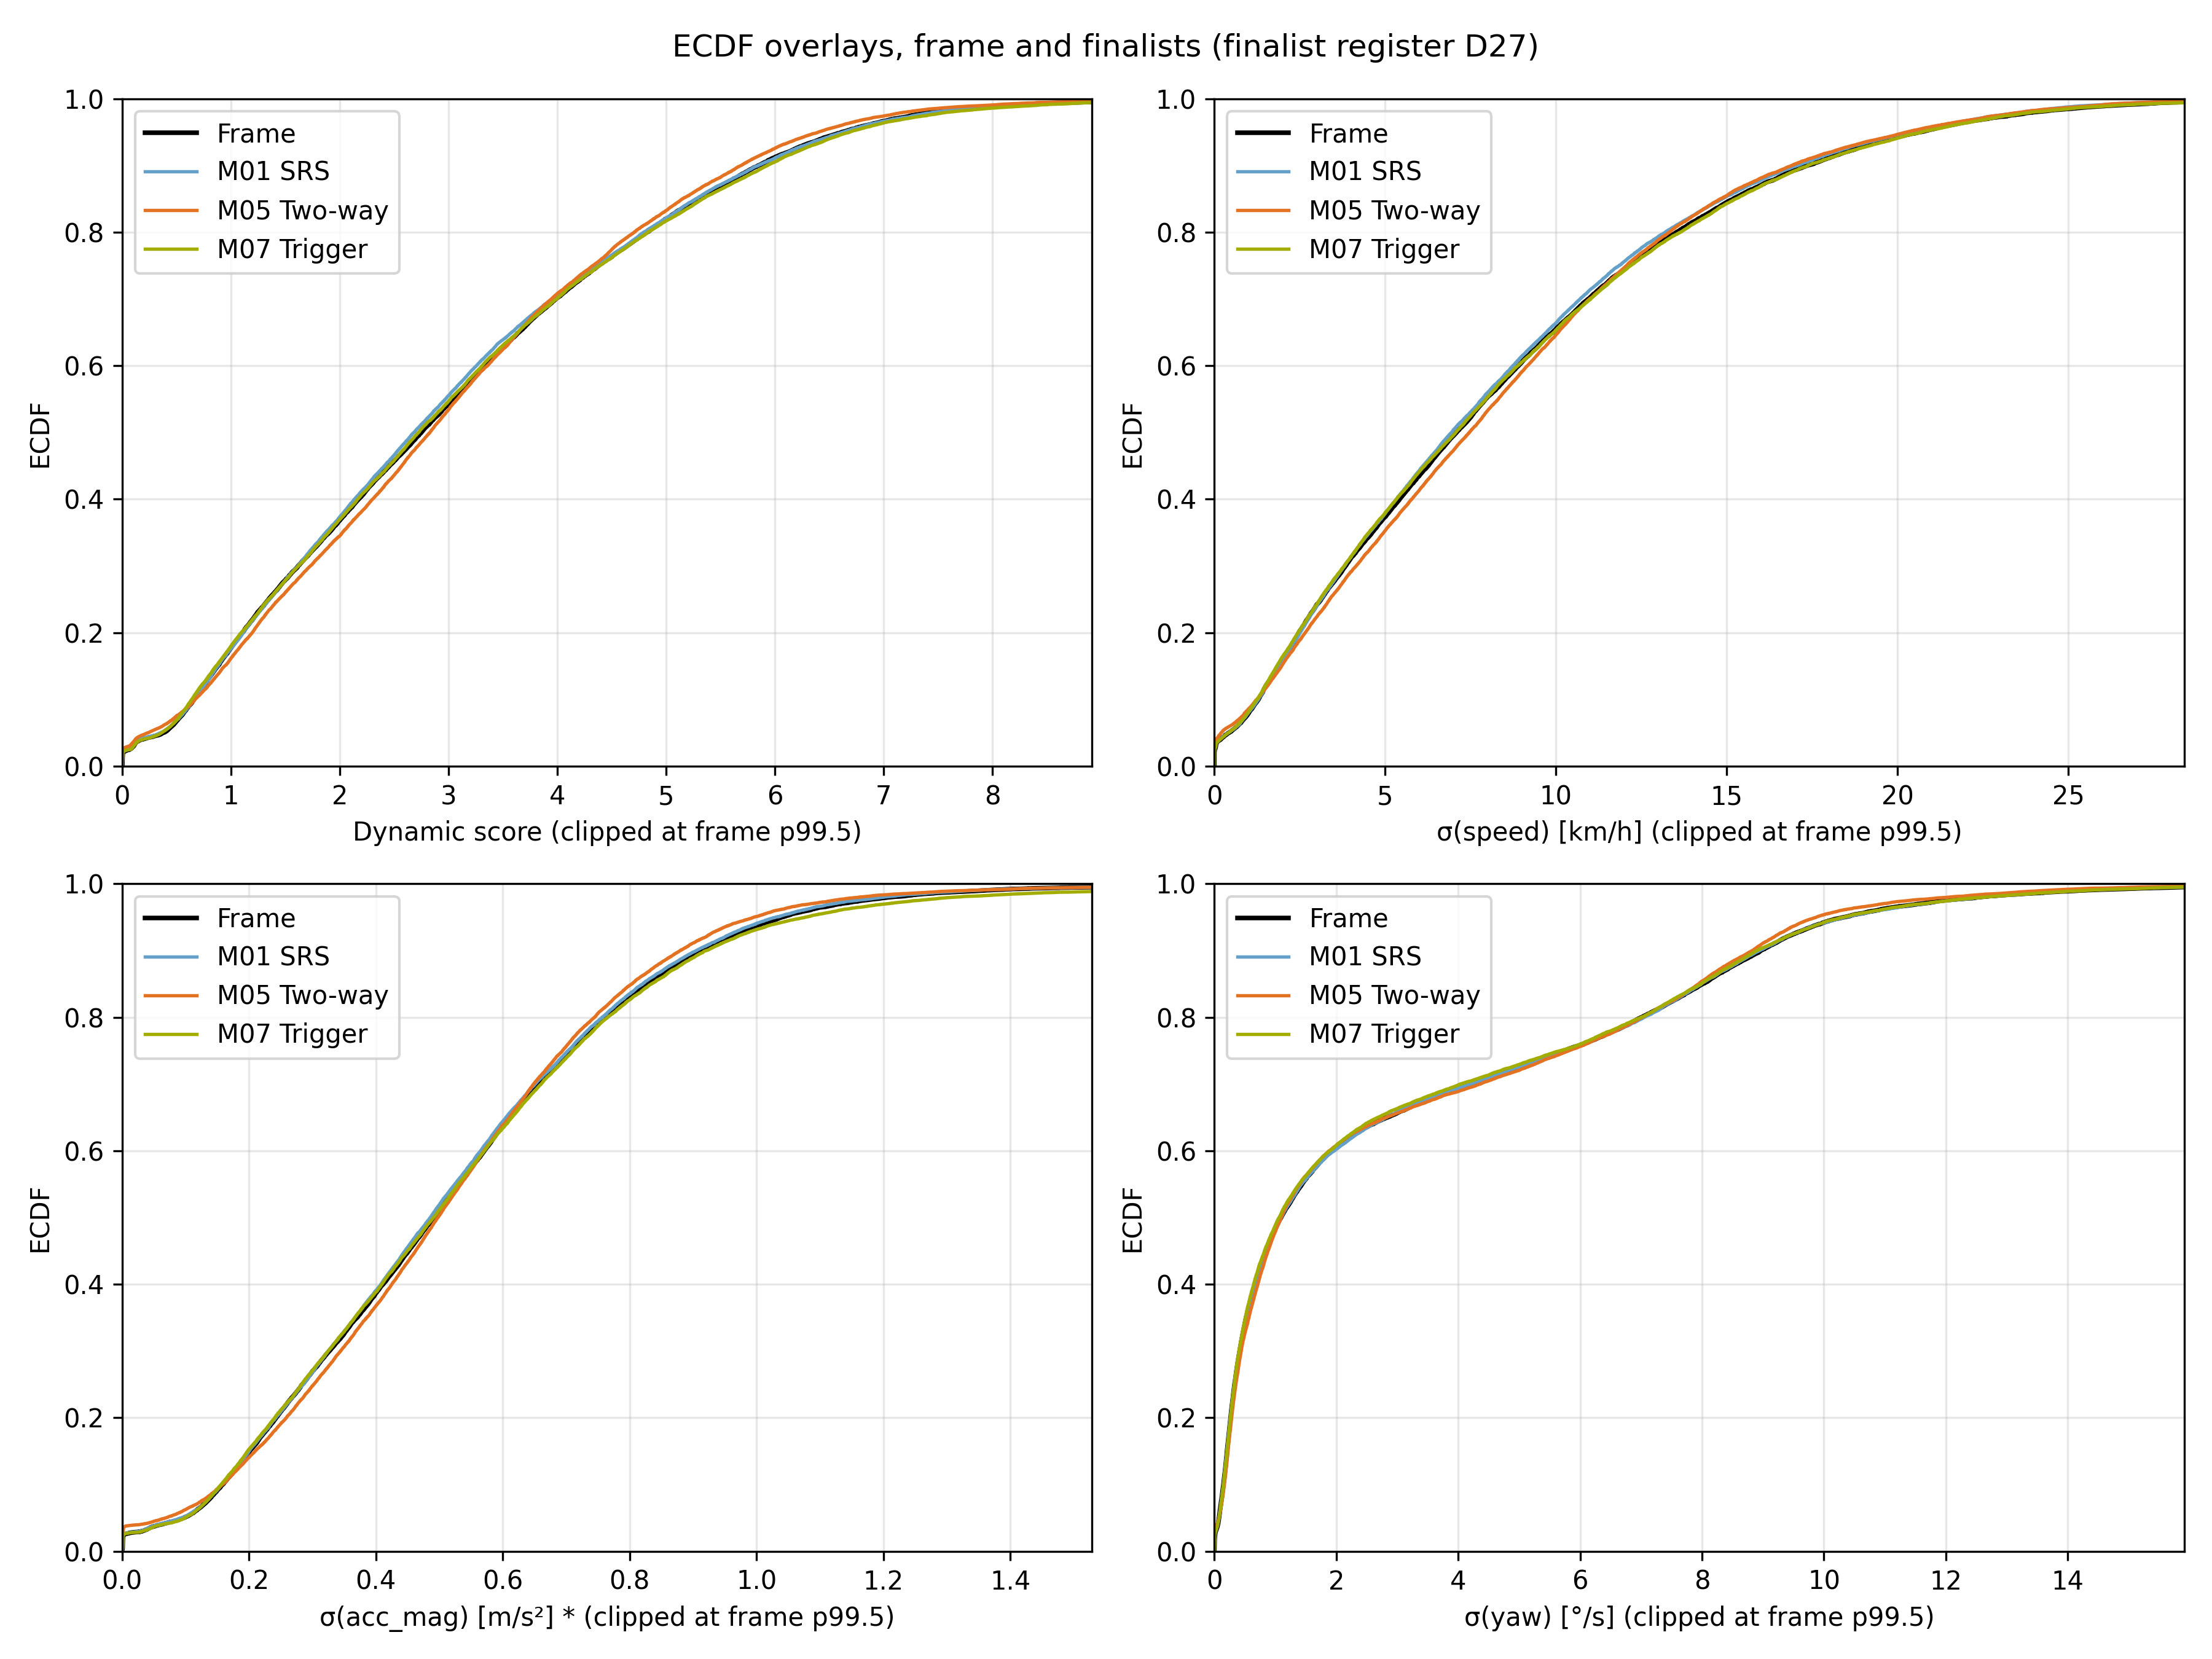 ECDF overlays, frame and finalists (finalist register D27)
1.0
0.8
0.6
0.4
0.2
0.0
ECDF
Frame
M01 SRS
M05 Two-way
M07 Trigger
0 1 2 3 4 5 6 7 8
Dynamic score (clipped at frame p99.5)
1.0
0.8
0.6
0.4
0.2
0.0
ECDF
Frame
M01 SRS
M05 Two-way
M07 Trigger
0 5 10 15 20 25
σ(speed) [km/h] (clipped at frame p99.5)
1.0
0.8
0.6
0.4
0.2
0.0
ECDF
Frame
M01 SRS
M05 Two-way
M07 Trigger
0.0 0.2 0.4 0.6 0.8 1.0 1.2 1.4
σ(acc_mag) [m/s²] * (clipped at frame p99.5)
1.0
0.8
0.6
0.4
0.2
0.0
ECDF
Frame
M01 SRS
M05 Two-way
M07 Trigger
0 2 4 6 8 10 12 14
σ(yaw) [°/s] (clipped at frame p99.5)